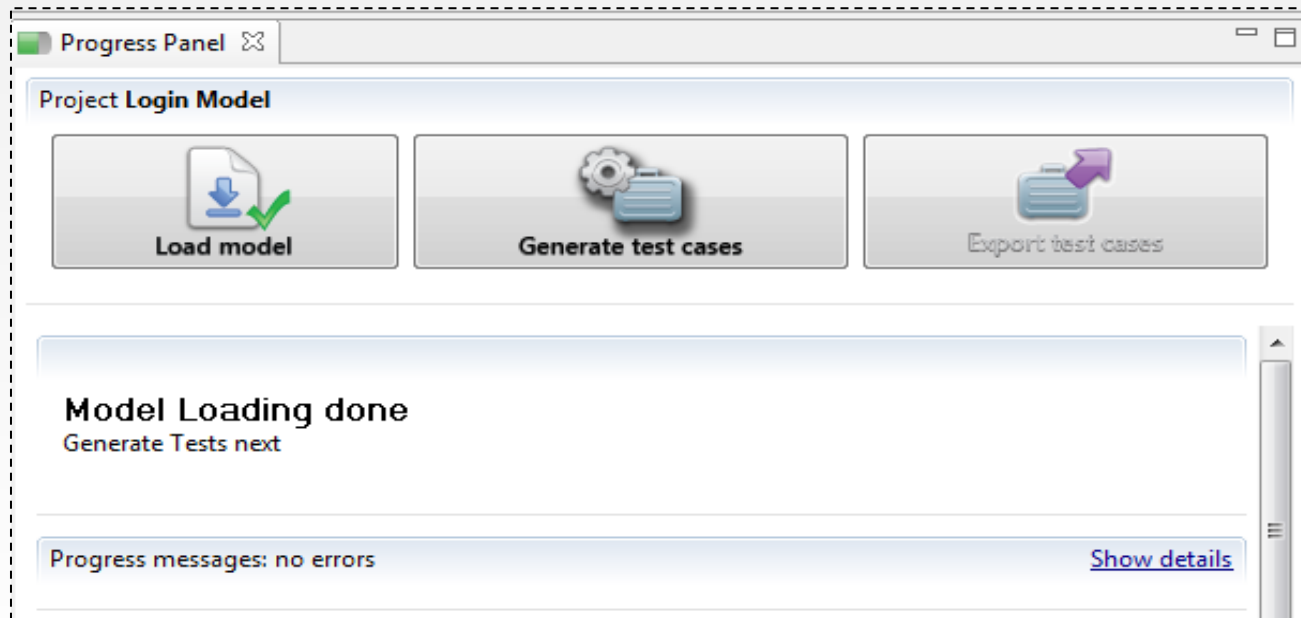 Progress Panel
Project Login Model
Load model
Generate test cases
Export test cases
Model Loading done
Generate Tests next
Progress messages: no errors
Show details